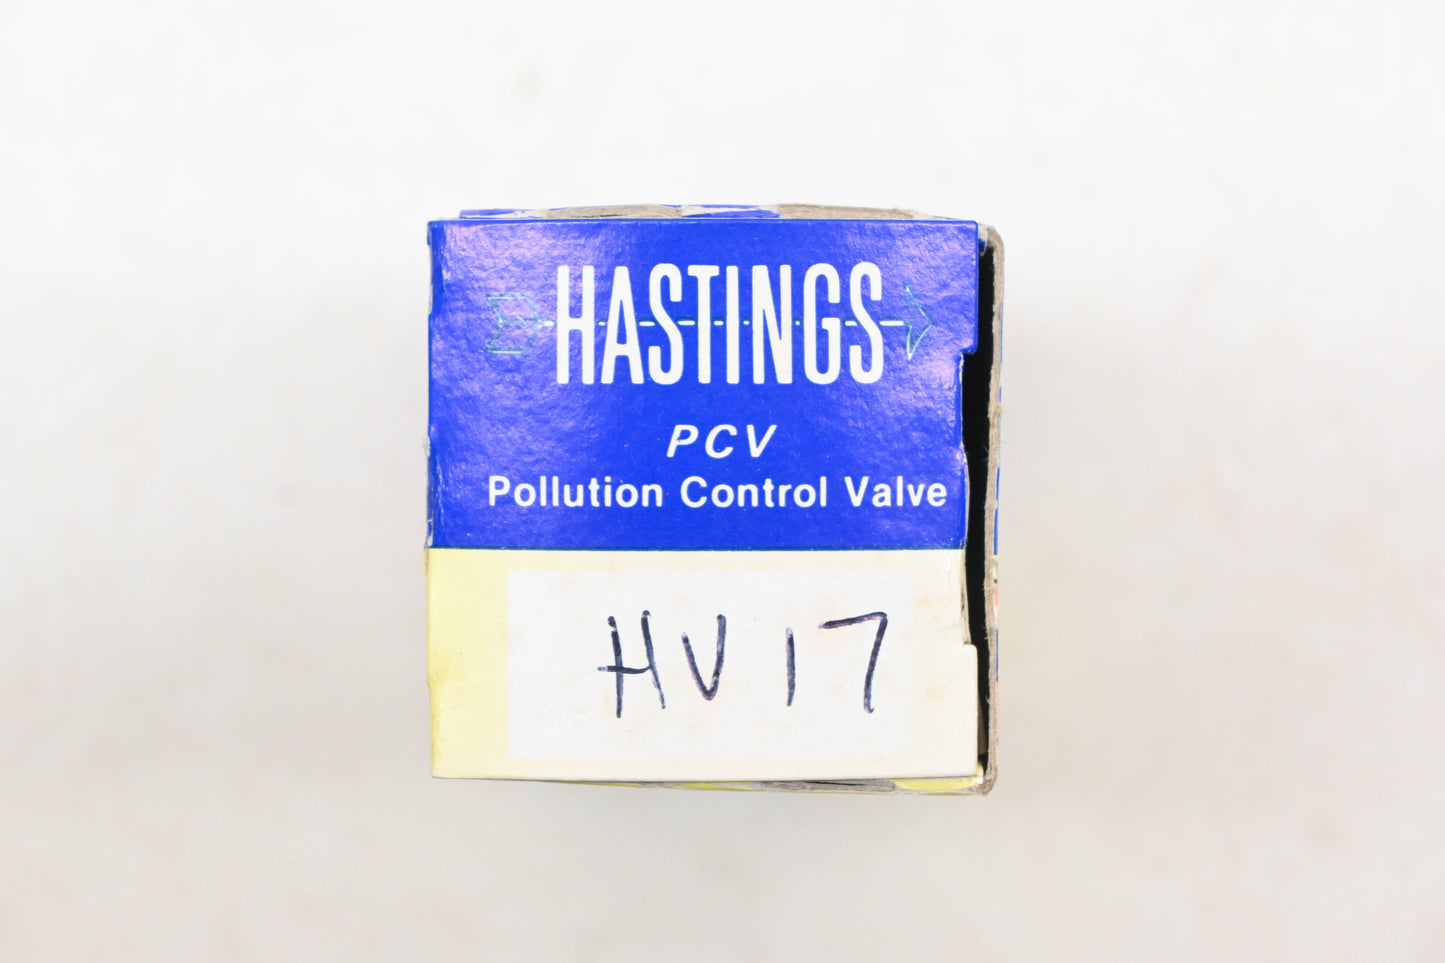 HASTINGS
PCV
Pollution Control Valve
HV17